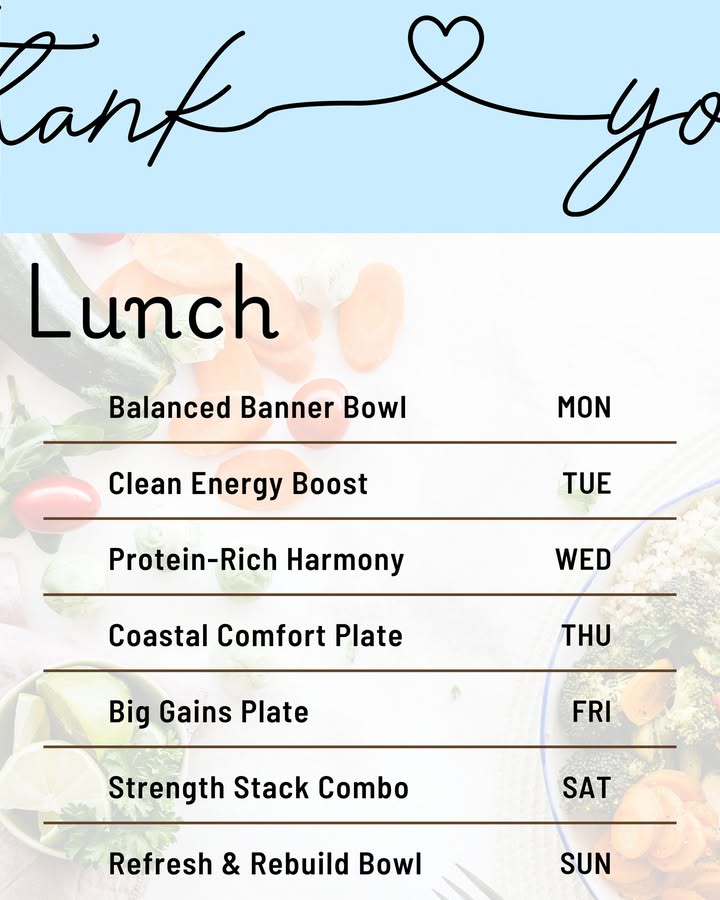 thank yo
Lunch
Balanced Banner Bowl MON
Clean Energy Boost TUE
Protein-Rich Harmony WED
Coastal Comfort Plate THU
Big Gains Plate FRI
Strength Stack Combo SAT
Refresh & Rebuild Bowl SUN